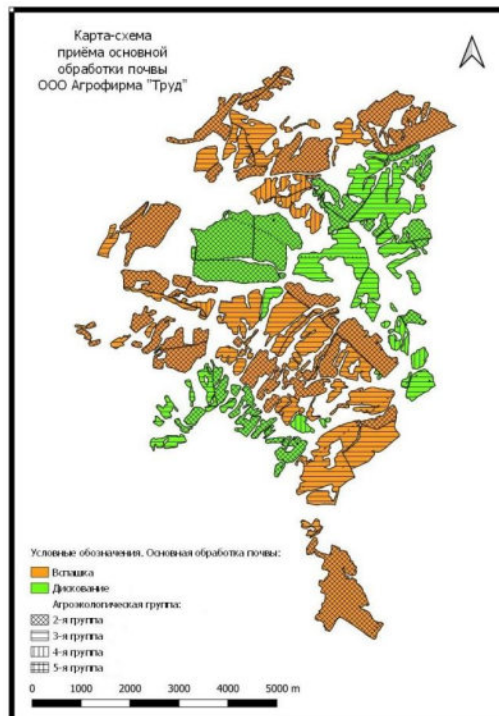 Карта-схема
приёма основной
обработки почвы
ООО Агрофирма "Труд"
Условные обозначения. Основная обработка почвы:
Вспашка
Дискование
Агроэкологическая группа:
2-я группа
3-я группа
4-я группа
5-я группа
0 1000 2000 3000 4000 5000 m